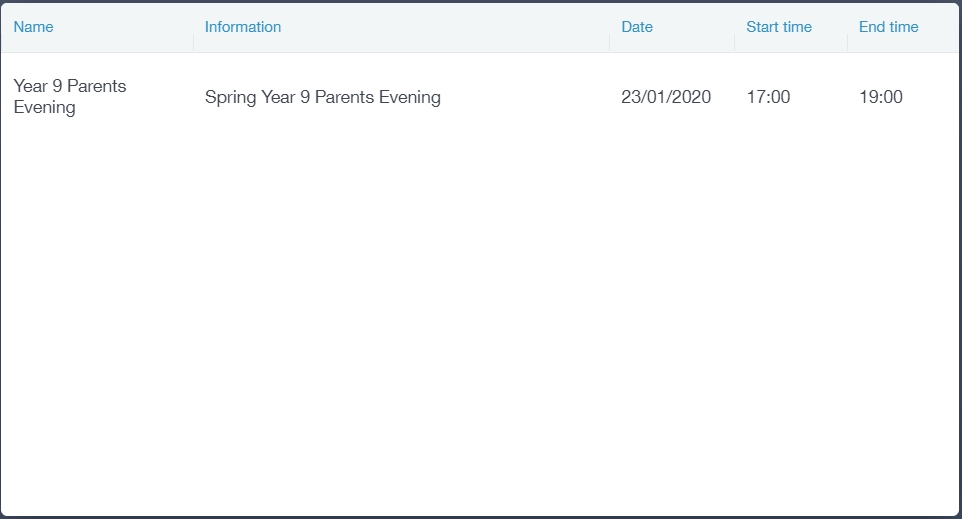 Name Information Date Start time End time
Year 9 Parents
Evening
Spring Year 9 Parents Evening 23/01/2020 17:00 19:00